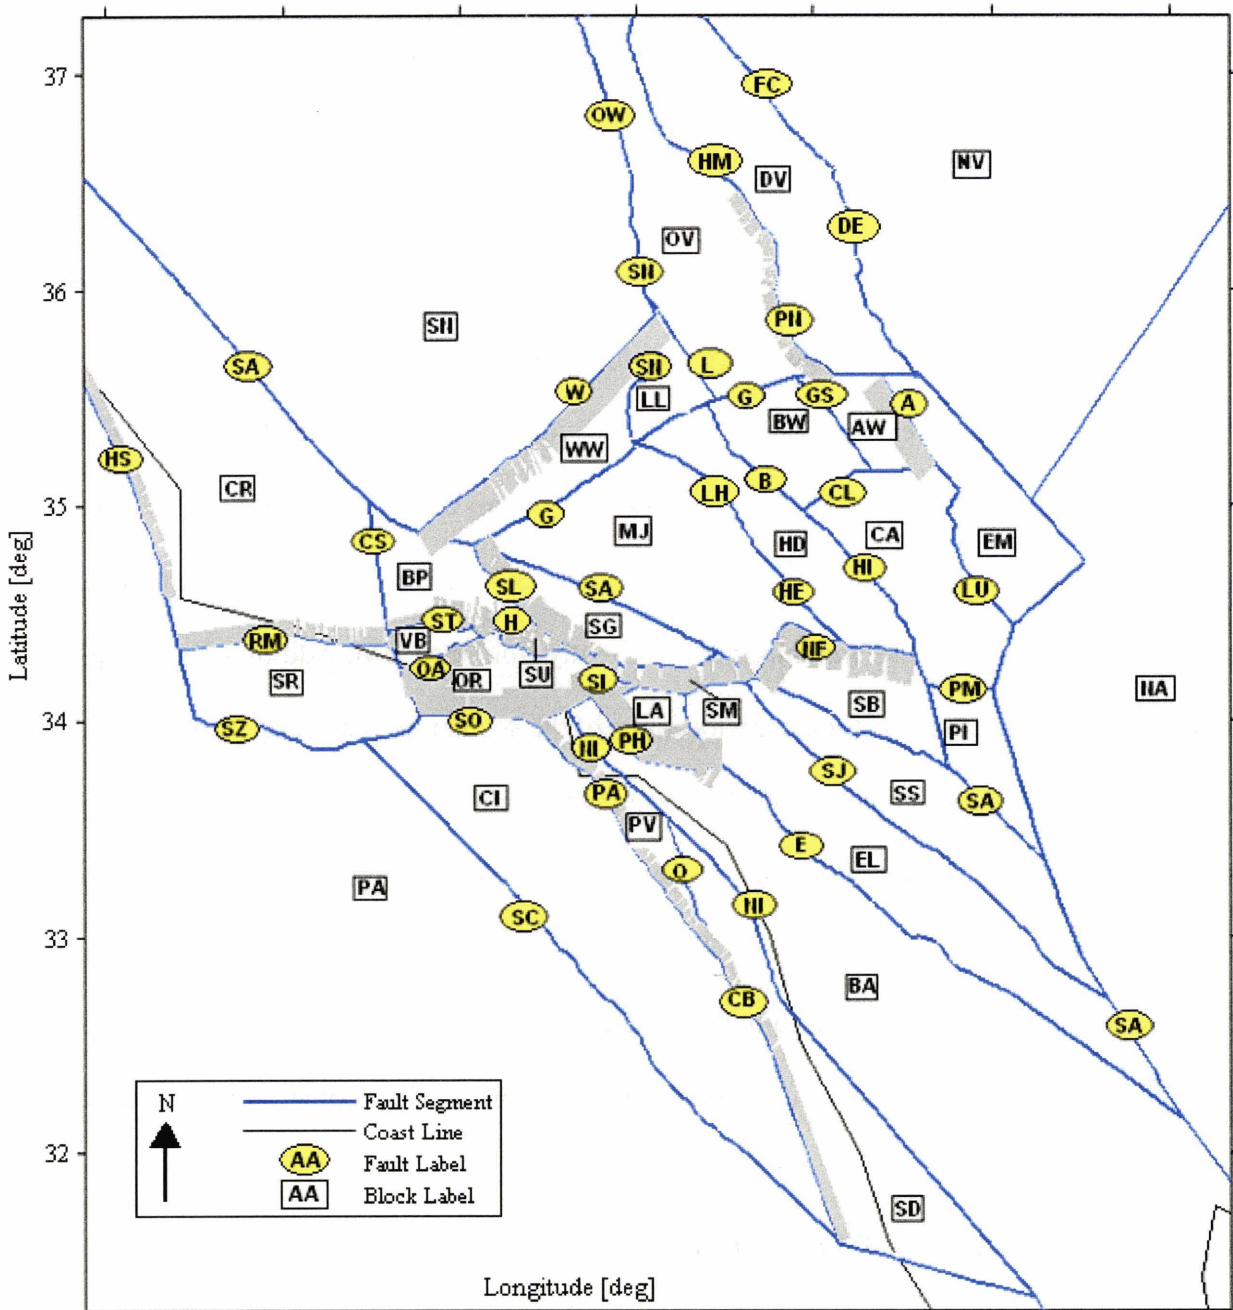 37
FC
OW
HM
DV
NV
DE
OV
SN
36
PN
SN
SA
SN
L
W
GS
G
A
LL
BW
AW
WW
HS
B
CR
LH
CL
35
G
MJ
CS
HD
CA
EM
HI
BP
SL
SA
LU
HE
ST
H
SG
RM
VB
NF
OA
OR
SU
SR
SI
PM
NA
LA
SM
SB
34
SZ
SO
NI
PH
PI
SJ
CI
PA
SS
SA
PV
E
EL
O
PA
SC
NI
33
BA
CB
SA
32
SD
Latitude [deg]
Longitude [deg]
N
Fault Segment
Coast Line
AA Fault Label
AA Block Label